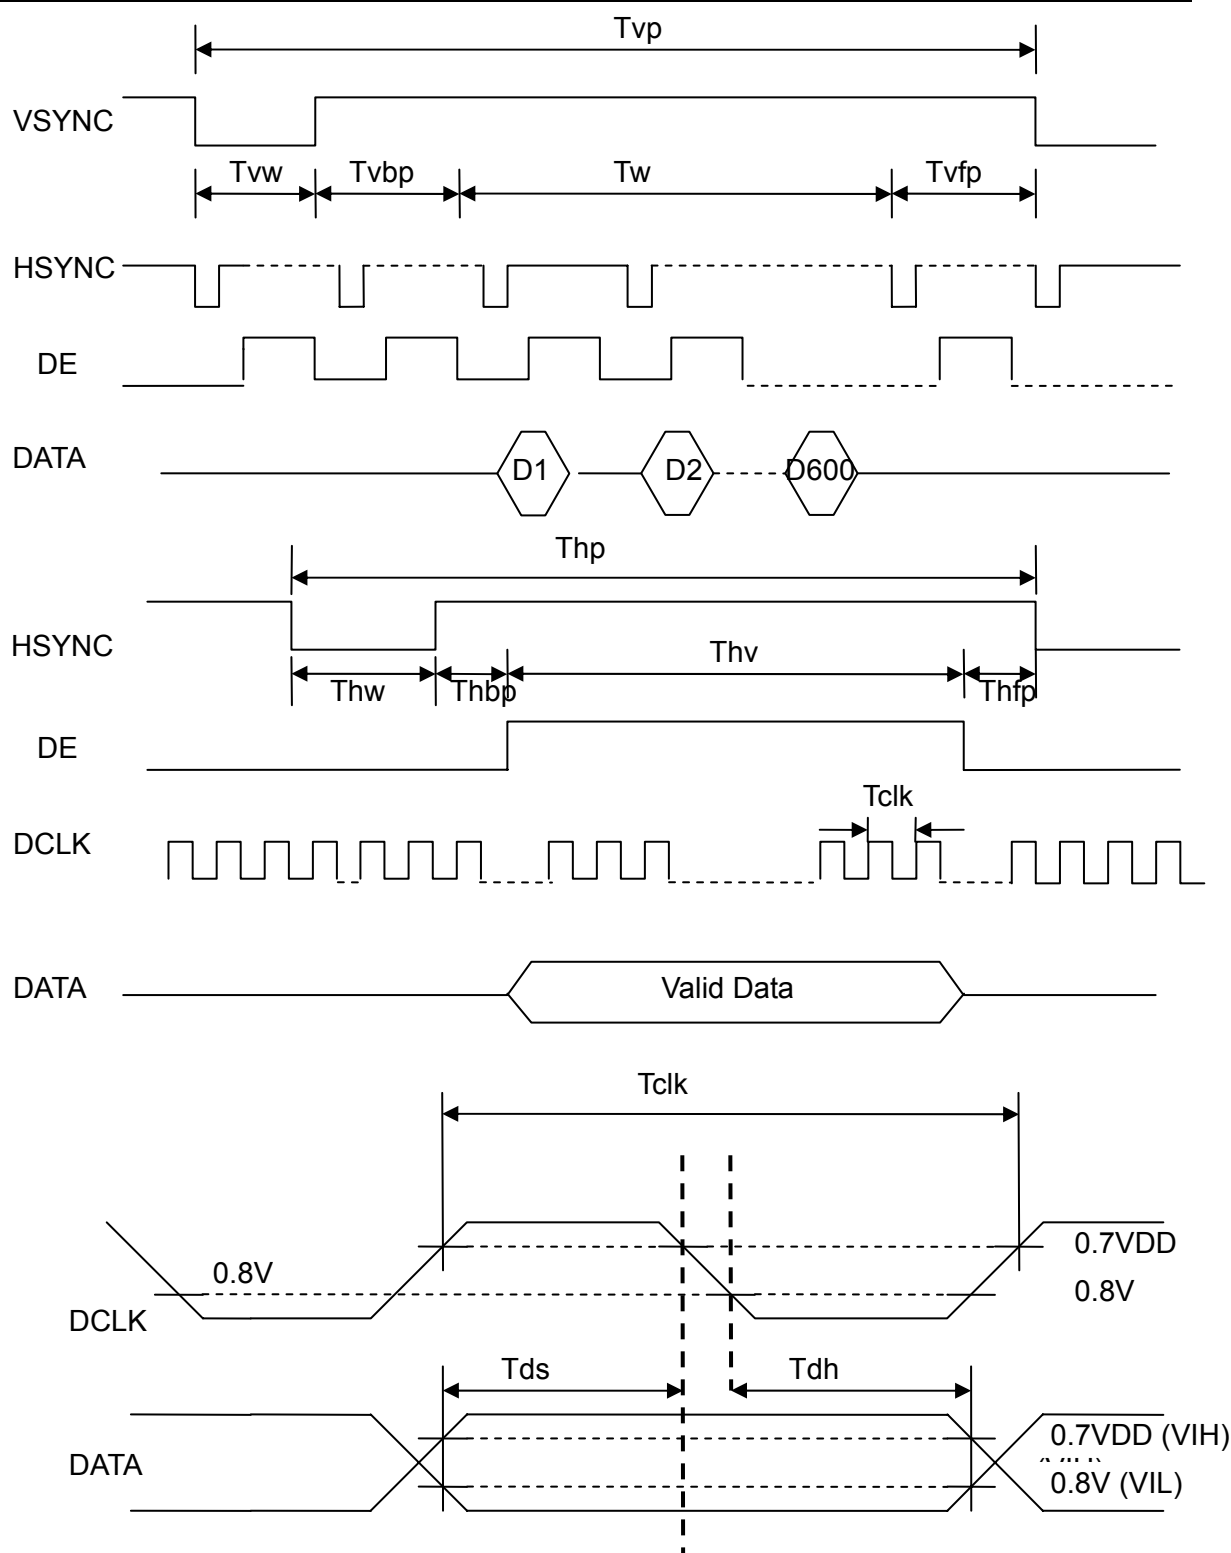 Tvp
VSYNC
Tvw Tvbp Tw Tvfp
HSYNC
DE
DATA D1 D2 D600
Thp
HSYNC
Thw Thbp Thv Thfp
DE
Tclk
DCLK
DATA Valid Data
Tclk
0.7VDD
0.8V 0.8V
DCLK
Tds Tdh
0.7VDD (VIH)
DATA
0.8V (VIL)